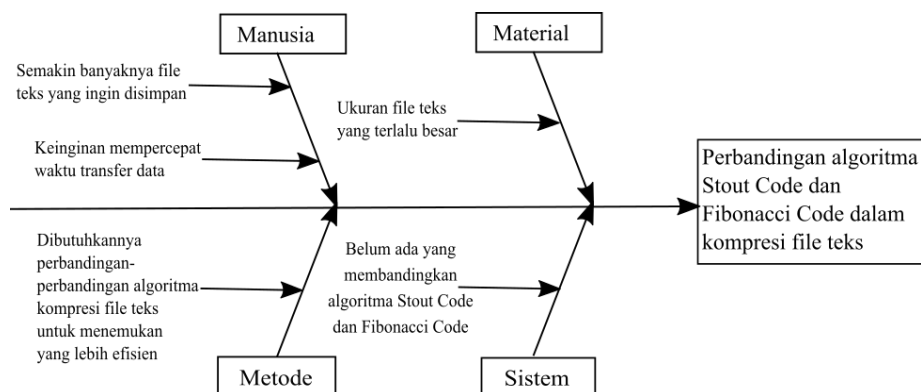 Manusia
Material
Semakin banyaknya file
teks yang ingin disimpan
Ukuran file teks
yang terlalu besar
Keinginan mempercepat
waktu transfer data
Perbandingan algoritma
Stout Code dan
Fibonacci Code dalam
kompresi file teks
Dibutuhkannya
perbandingan-
perbandingan algoritma
kompresi file teks
untuk menemukan
yang lebih efisien
Belum ada yang
membandingkan
algoritma Stout Code
dan Fibonacci Code
Metode
Sistem